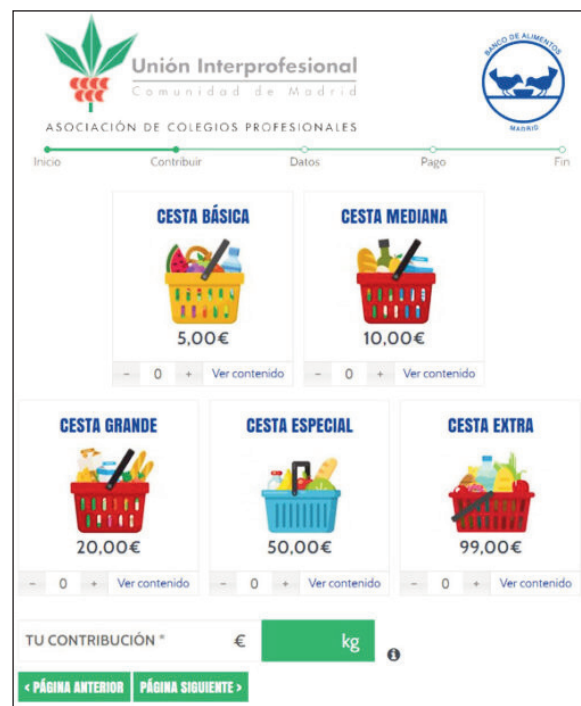 Unión Interprofesional
Comunidad de Madrid
ASOCIACIÓN DE COLEGIOS PROFESIONALES
BANCO DE ALIMENTOS
MADRID
Inicio Contribuir Datos Pago Fin
CESTA BÁSICA CESTA MEDIANA
5,00€ 10,00€
- 0 + Ver contenido - 0 + Ver contenido
CESTA GRANDE CESTA ESPECIAL CESTA EXTRA
20,00€ 50,00€ 99,00€
- 0 + Ver contenido - 0 + Ver contenido - 0 + Ver contenido
TU CONTRIBUCIÓN * € kg i
< PÁGINA ANTERIOR PÁGINA SIGUIENTE >